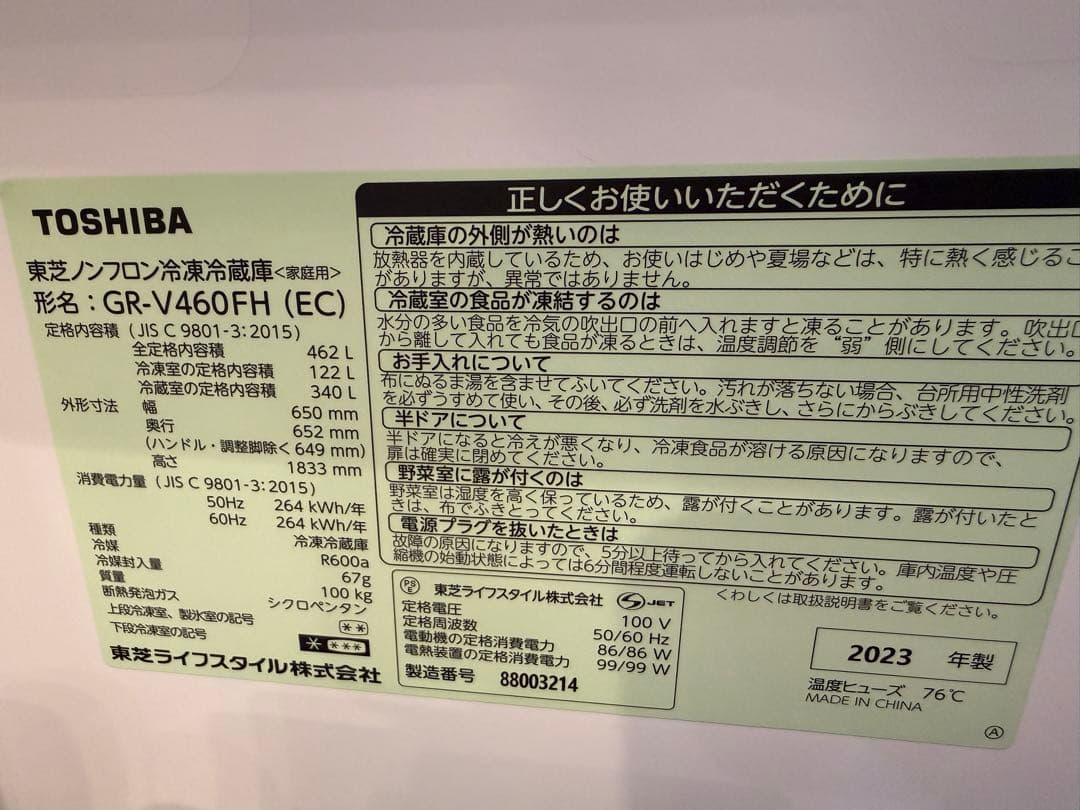 TOSHIBA
東芝ノンフロン冷凍冷蔵庫<家庭用>
形名：GR-V460FH (EC)
定格内容積 (JIS C 9801-3:2015)
全定格内容積 462 L
冷凍室の定格内容積 122 L
冷蔵室の定格内容積 340 L
外形寸法 幅 650 mm
奥行 652 mm
(ハンドル・調整脚除く 649 mm)
高さ 1833 mm
消費電力量 (JIS C 9801-3:2015)
50Hz 264 kWh/年
60Hz 264 kWh/年
種類 冷凍冷蔵庫
冷媒 R600a
冷媒封入量 67g
質量 100 kg
断熱発泡ガス シクロペンタン
上段冷凍室、製氷室の記号 **
下段冷凍室の記号 * ***
東芝ライフスタイル株式会社
正しくお使いいただくために
冷蔵庫の外側が熱いのは
放熱器を内蔵しているため、お使いはじめや夏場などは、特に熱く感じるこ
がありますが、異常ではありません。
冷蔵室の食品が凍結するのは
水分の多い食品を冷気の吹出口の前へ入れますと凍ることがあります。吹出口
から離して入れても食品が凍るときは、温度調節を“弱”側にしてください。
お手入れについて
布にぬるま湯を含ませてふいてください。汚れが落ちない場合、台所用中性洗剤
を必ずうすめて使い、その後、必ず洗剤を水ぶきし、さらにからぶきしてください。
半ドアについて
半ドアになると冷えが悪くなり、冷凍食品が溶ける原因になりますので、
扉は確実に閉めてください。
野菜室に露が付くのは
野菜室は湿度を高く保っているため、露が付くことがあります。露が付いたと
きは、布でふきとってください。
電源プラグを抜いたときは
故障の原因になりますので、5分以上待ってから入れてください。庫内温度や圧
縮機の始動状態によっては6分間程度運転しないことがあります。
くわしくは取扱説明書をご覧ください。
PSE 東芝ライフスタイル株式会社 JET
定格電圧 100 V
定格周波数 50/60 Hz
電動機の定格消費電力 86/86 W
電熱装置の定格消費電力 99/99 W
製造番号 88003214
2023 年製
温度ヒューズ 76℃
MADE IN CHINA
A